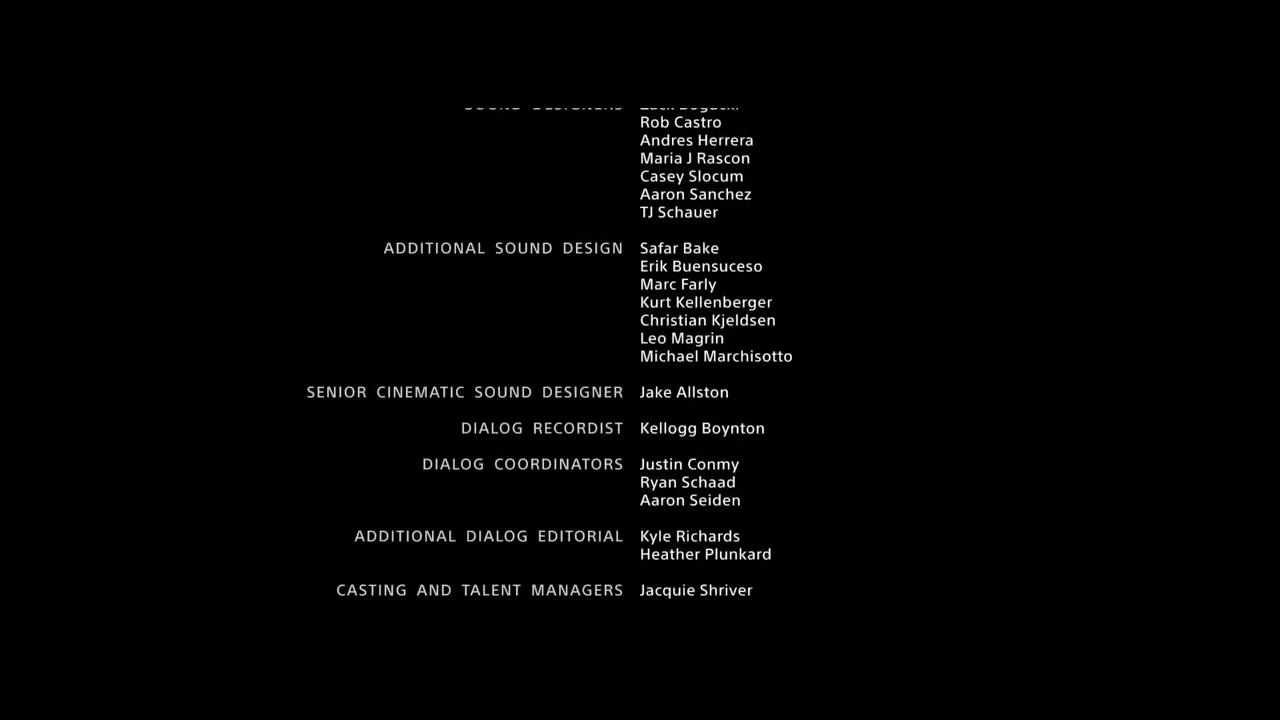 Rob Castro
Andres Herrera
Maria J Rascon
Casey Slocum
Aaron Sanchez
TJ Schauer
ADDITIONAL SOUND DESIGN Safar Bake
Erik Buensuceso
Marc Farly
Kurt Kellenberger
Christian Kjeldsen
Leo Magrin
Michael Marchisotto
SENIOR CINEMATIC SOUND DESIGNER Jake Allston
DIALOG RECORDIST Kellogg Boynton
DIALOG COORDINATORS Justin Conmy
Ryan Schaad
Aaron Seiden
ADDITIONAL DIALOG EDITORIAL Kyle Richards
Heather Plunkard
CASTING AND TALENT MANAGERS Jacquie Shriver